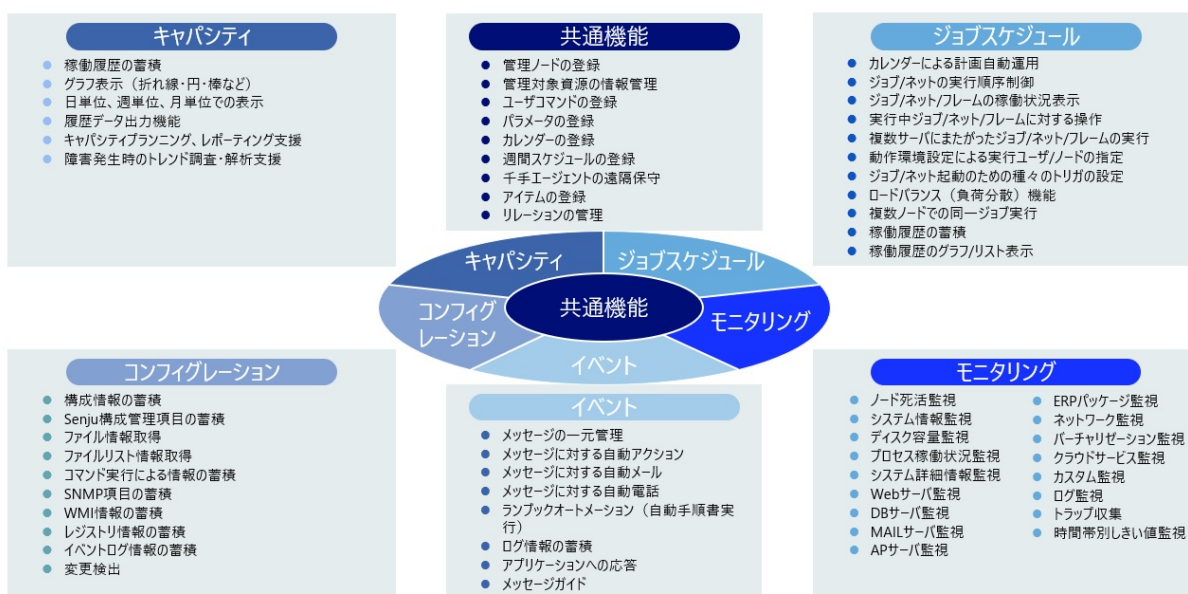 キャパシティ
稼働履歴の蓄積
グラフ表示（折れ線・円・棒など）
日単位、週単位、月単位での表示
履歴データ出力機能
キャパシティプランニング、レポーティング支援
障害発生時のトレンド調査・解析支援
共通機能
管理ノードの登録
管理対象資源の情報管理
ユーザコマンドの登録
パラメータの登録
カレンダーの登録
週間スケジュールの登録
千手エージェントの遠隔保守
アイテムの登録
リレーションの管理
ジョブスケジュール
カレンダーによる計画自動運用
ジョブ/ネットの実行順序制御
ジョブ/ネット/フレームの稼働状況表示
実行中ジョブ/ネット/フレームに対する操作
複数サーバにまたがったジョブ/ネット/フレームの実行
動作環境設定による実行ユーザ/ノードの指定
ジョブ/ネット起動のための種々のトリガの設定
ロードバランス（負荷分散）機能
複数ノードでの同一ジョブ実行
稼働履歴の蓄積
稼働履歴のグラフ/リスト表示
キャパシティ
ジョブスケジュール
コンフィグ
レーション
共通機能
モニタリング
イベント
コンフィグレーション
構成情報の蓄積
Senju構成管理項目の蓄積
ファイル情報取得
ファイルリスト情報取得
コマンド実行による情報の蓄積
SNMP項目の蓄積
WMI情報の蓄積
レジストリ情報の蓄積
イベントログ情報の蓄積
変更検出
イベント
メッセージの一元管理
メッセージに対する自動アクション
メッセージに対する自動メール
メッセージに対する自動電話
ランブックオートメーション（自動手順書実
行）
ログ情報の蓄積
アプリケーションへの応答
メッセージガイド
モニタリング
ノード死活監視
システム情報監視
ディスク容量監視
プロセス稼働状況監視
システム詳細情報監視
Webサーバ監視
DBサーバ監視
MAILサーバ監視
APサーバ監視
ERPパッケージ監視
ネットワーク監視
バーチャリゼーション監視
クラウドサービス監視
カスタム監視
ログ監視
トラップ収集
時間帯別しきい値監視